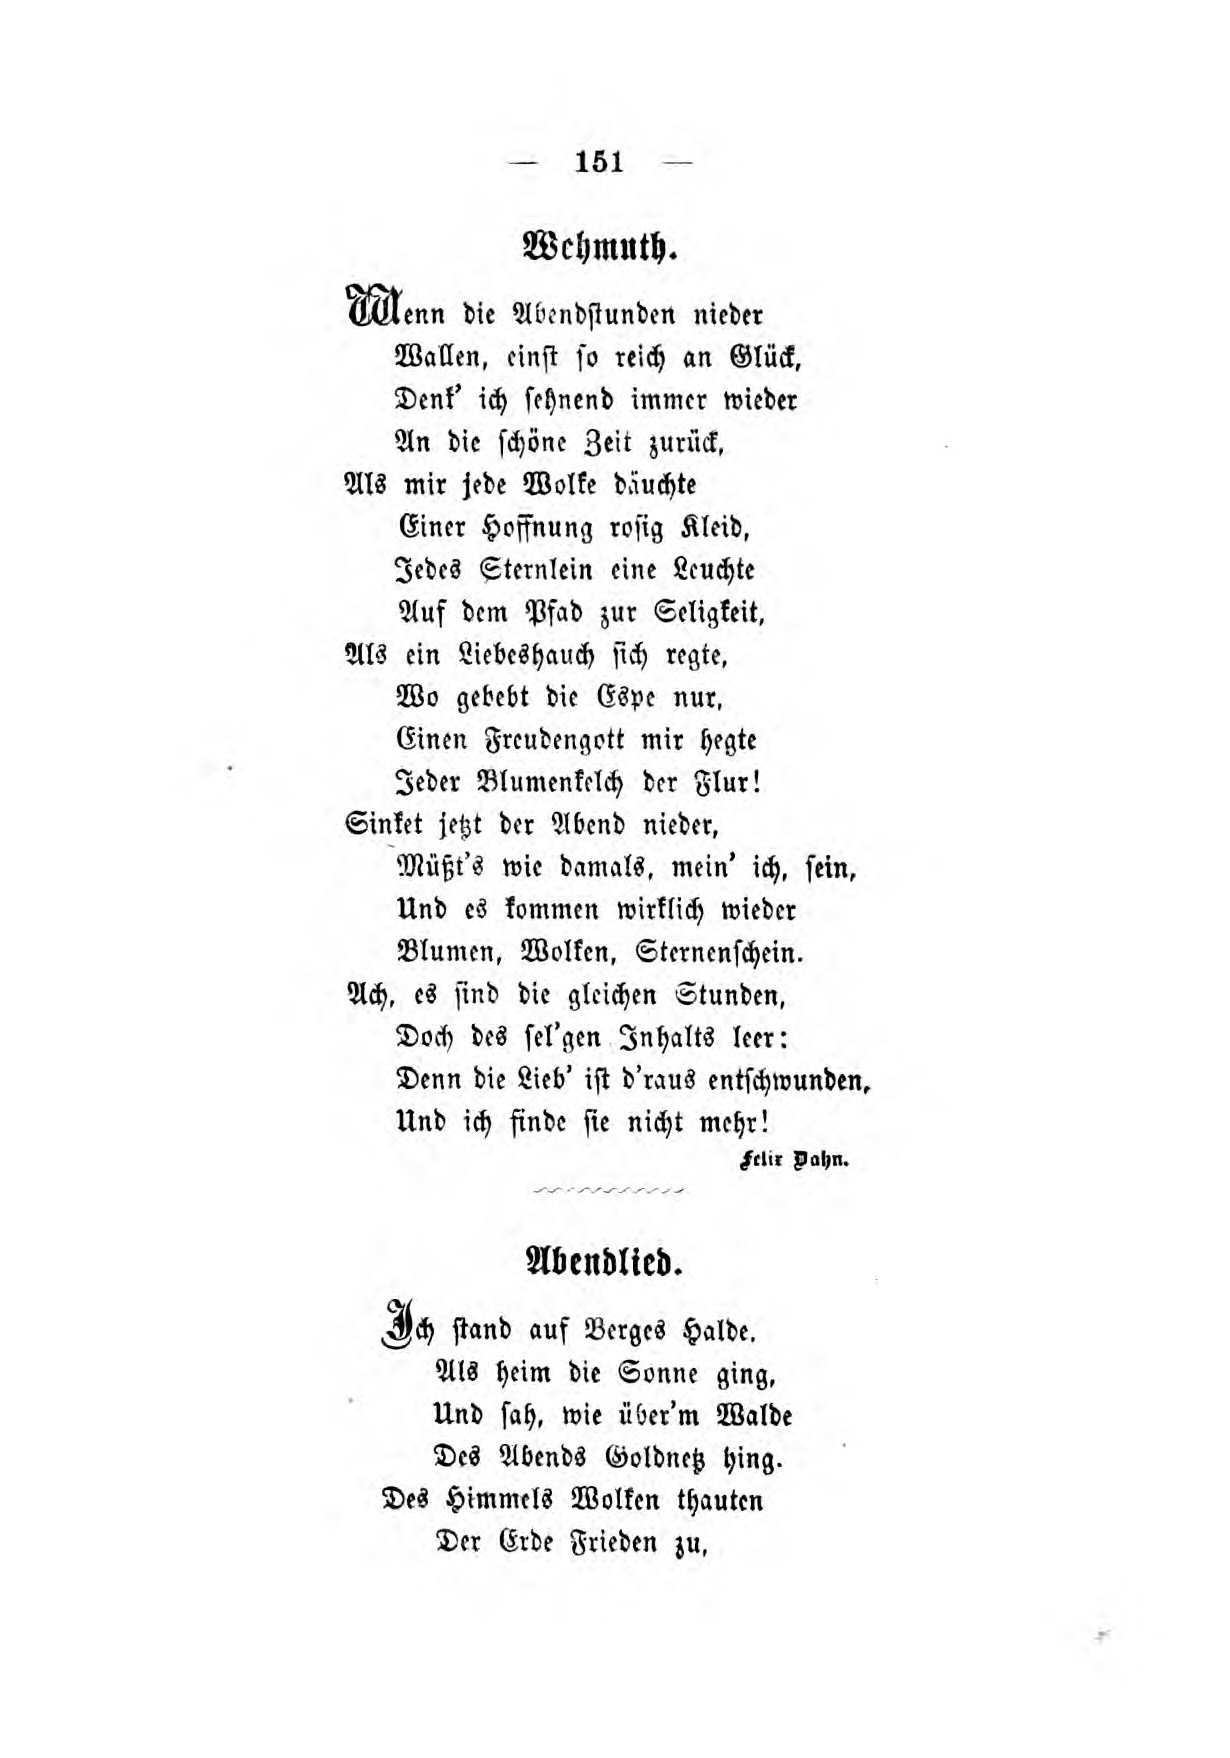 — 151 —
Wehmuth.
Wenn die Abendstunden nieder
Wallen, einst so reich an Glück,
Denk' ich sehnend immer wieder
An die schöne Zeit zurück,
Als mir jede Wolke däuchte
Einer Hoffnung rosig Kleid,
Jedes Sternlein eine Leuchte
Auf dem Pfad zur Seligkeit,
Als ein Liebeshauch sich regte,
Wo gebebt die Espe nur,
Einen Freudengott mir hegte
Jeder Blumenkelch der Flur!
Sinket jetzt der Abend nieder,
Müßt's wie damals, mein' ich, sein,
Und es kommen wirklich wieder
Blumen, Wolken, Sternenschein.
Ach, es sind die gleichen Stunden,
Doch des sel'gen Inhalts leer:
Denn die Lieb' ist d'raus entschwunden,
Und ich finde sie nicht mehr!
Felix Dahn.
Abendlied.
Ich stand auf Berges Halde,
Als heim die Sonne ging,
Und sah, wie über'm Walde
Des Abends Goldnetz hing.
Des Himmels Wolken thauten
Der Erde Frieden zu,